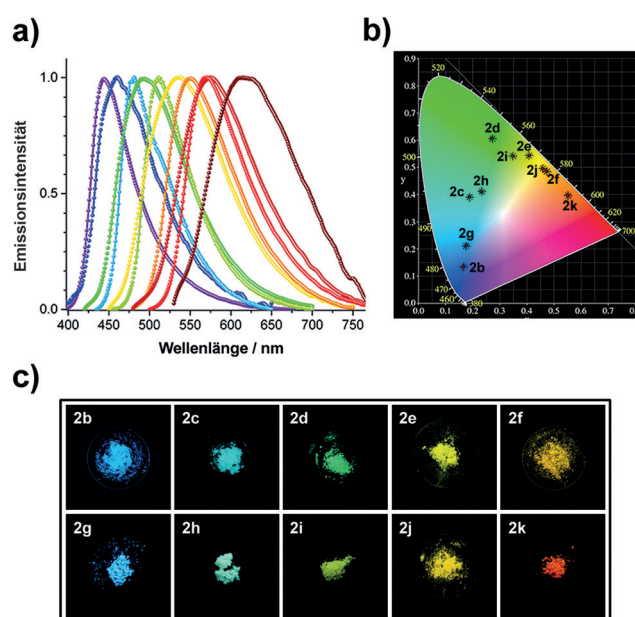 a)
Emissionsintensität
1.0
0.5
0.0
400 450 500 550 600 650 700 750
Wellenlänge / nm
b)
0.9
0.8
0.7
0.6
0.5
y
0.4
0.3
0.2
0.1
0.0
0.0 0.1 0.2 0.3 0.4 0.5 0.6 0.7 0.8
520
540
560
580
600
620
700
500
490
480
470
460
380
2d
2e
2i
2j
2f
2c
2h
2k
2g
2b
c)
2b 2c 2d 2e 2f
2g 2h 2i 2j 2k